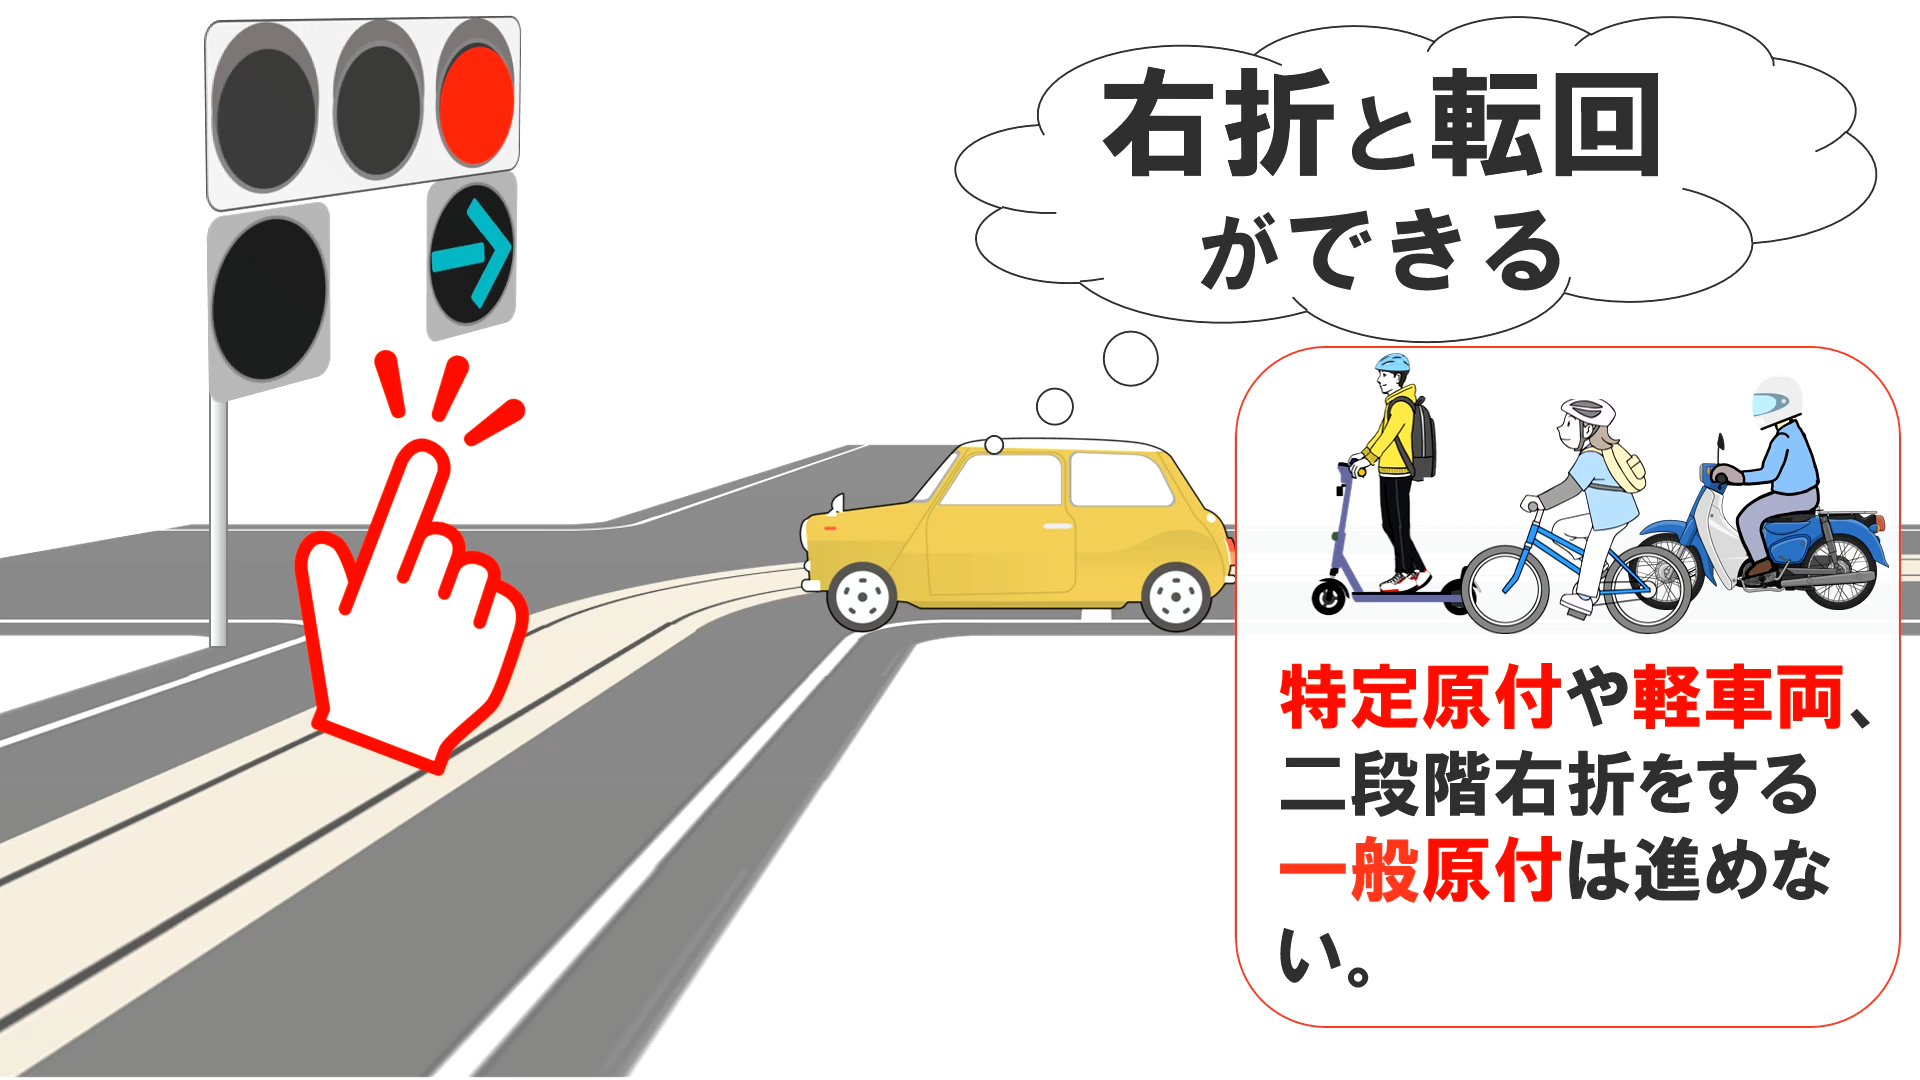 右折と転回
ができる
特定原付や軽車両、
二段階右折をする
一般原付は進めな
い。